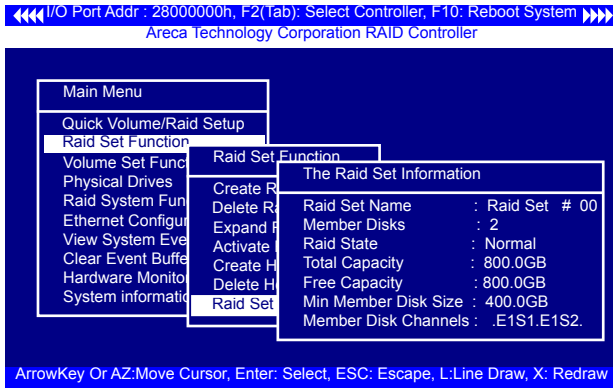 I/O Port Addr : 28000000h, F2(Tab): Select Controller, F10: Reboot System
Areca Technology Corporation RAID Controller
Main Menu
Quick Volume/Raid Setup
Raid Set Function
Volume Set Func
Physical Drives
Raid System Fun
Ethernet Configu
View System Eve
Clear Event Buffe
Hardware Monito
System informatio
Raid Set Function
Create R
Delete Ra
Expand
Activate
Create H
Delete H
Raid Set
The Raid Set Information
Raid Set Name : Raid Set # 00
Member Disks : 2
Raid State : Normal
Total Capacity : 800.0GB
Free Capacity :800.0GB
Min Member Disk Size : 400.0GB
Member Disk Channels : .E1S1.E1S2.
ArrowKey Or AZ:Move Cursor, Enter: Select, ESC: Escape, L:Line Draw, X: Redraw